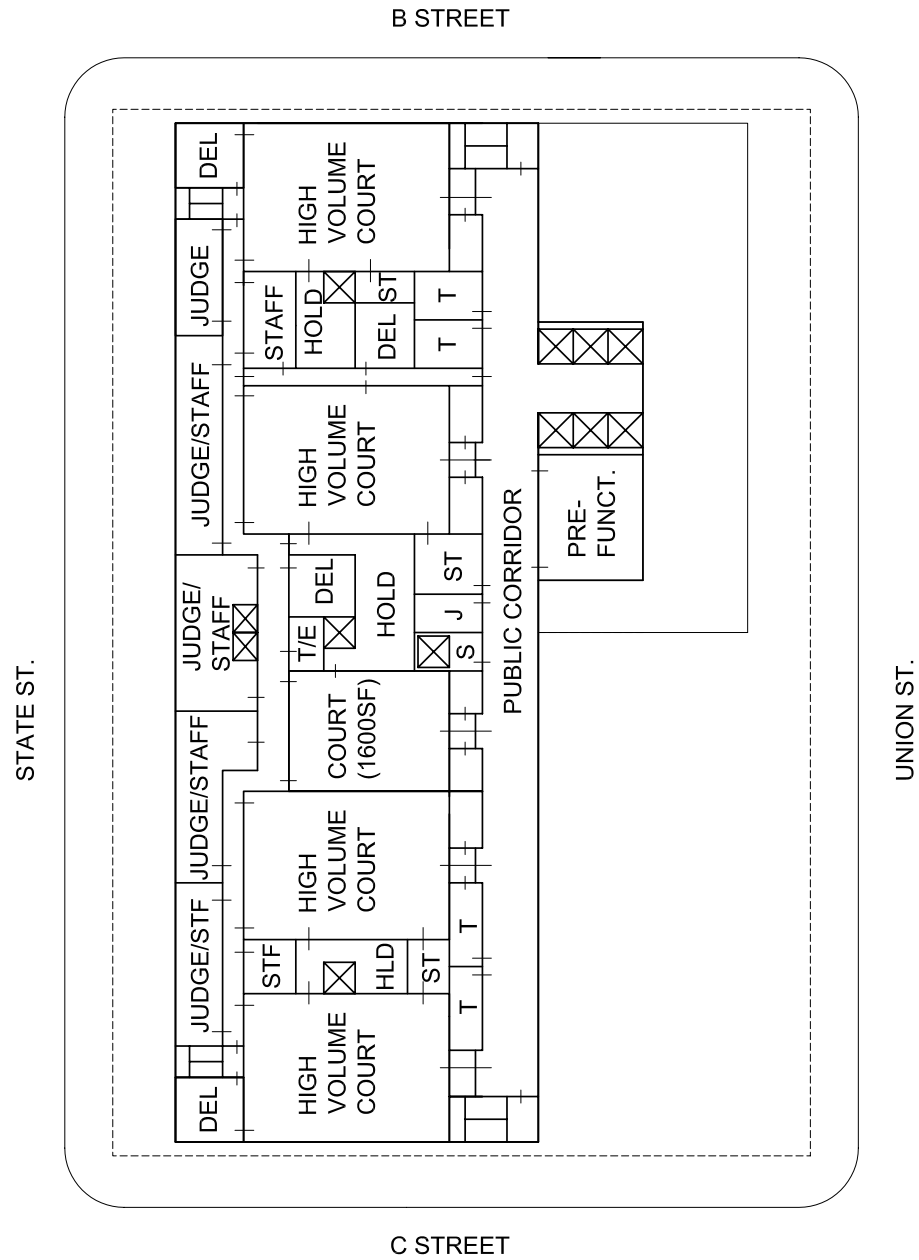 B STREET
DEL
HIGH
VOLUME
COURT
JUDGE
STAFF
HOLD
ST
DEL
T
T
JUDGE/STAFF
HIGH
VOLUME
COURT
PUBLIC CORRIDOR
PRE-
FUNCT.
JUDGE/
STAFF
DEL
T/E
HOLD
ST
J
S
STATE ST.
UNION ST.
COURT
(1600SF)
JUDGE/STAFF
HIGH
VOLUME
COURT
T
JUDGE/STF
STF
HLD
ST
T
HIGH
VOLUME
COURT
DEL
C STREET